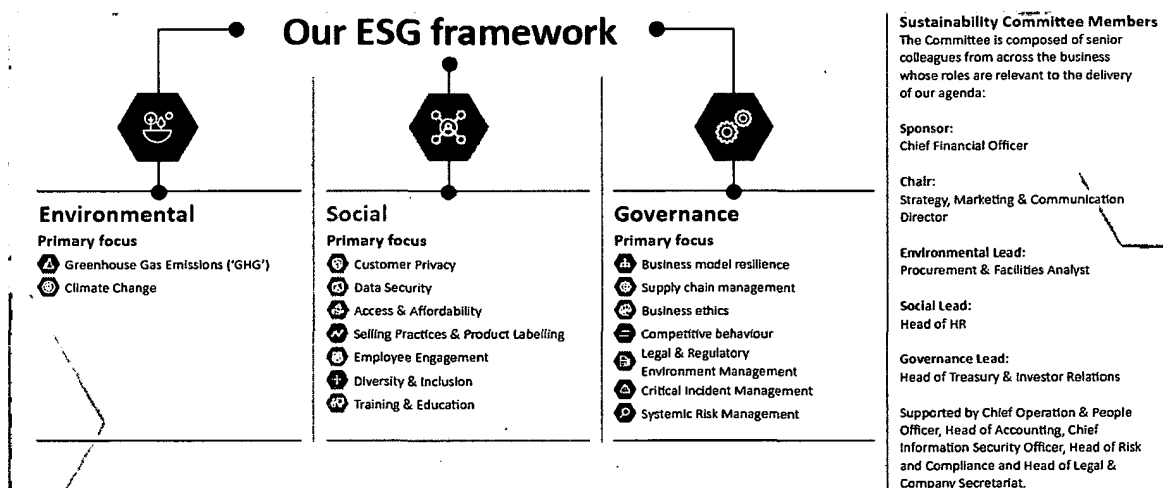 Our ESG framework
Environmental
Primary focus
Greenhouse Gas Emissions ('GHG')
Climate Change
Social
Primary focus
Customer Privacy
Data Security
Access & Affordability
Selling Practices & Product Labelling
Employee Engagement
Diversity & Inclusion
Training & Education
Governance
Primary focus
Business model resilience
Supply chain management
Business ethics
Competitive behaviour
Legal & Regulatory
Environment Management
Critical Incident Management
Systemic Risk Management
Sustainability Committee Members
The Committee is composed of senior
colleagues from across the business
whose roles are relevant to the delivery
of our agenda:
Sponsor:
Chief Financial Officer
Chair:
Strategy, Marketing & Communication
Director
Environmental Lead:
Procurement & Facilities Analyst
Social Lead:
Head of HR
Governance Lead:
Head of Treasury & Investor Relations
Supported by Chief Operation & People
Officer, Head of Accounting, Chief
Information Security Officer, Head of Risk
and Compliance and Head of Legal &
Company Secretariat.